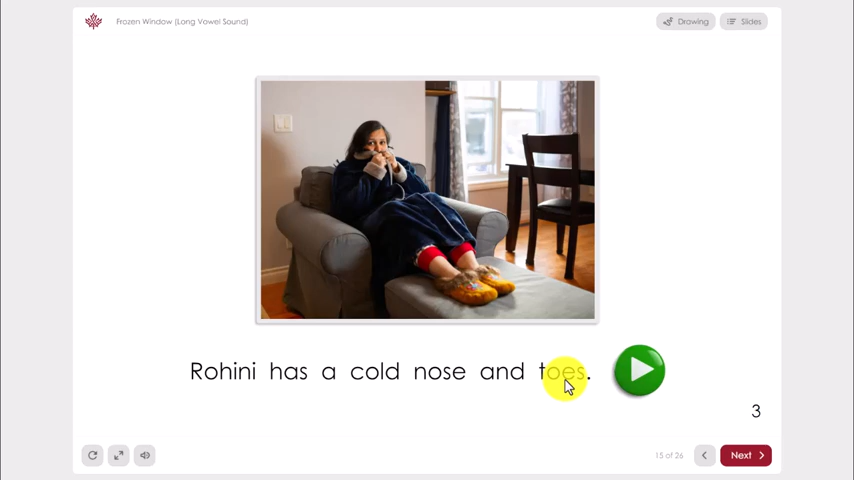 Frozen Window (Long Vowel Sound)
Drawing
Slides
Rohini has a cold nose and toes.
3
15 of 26
Next